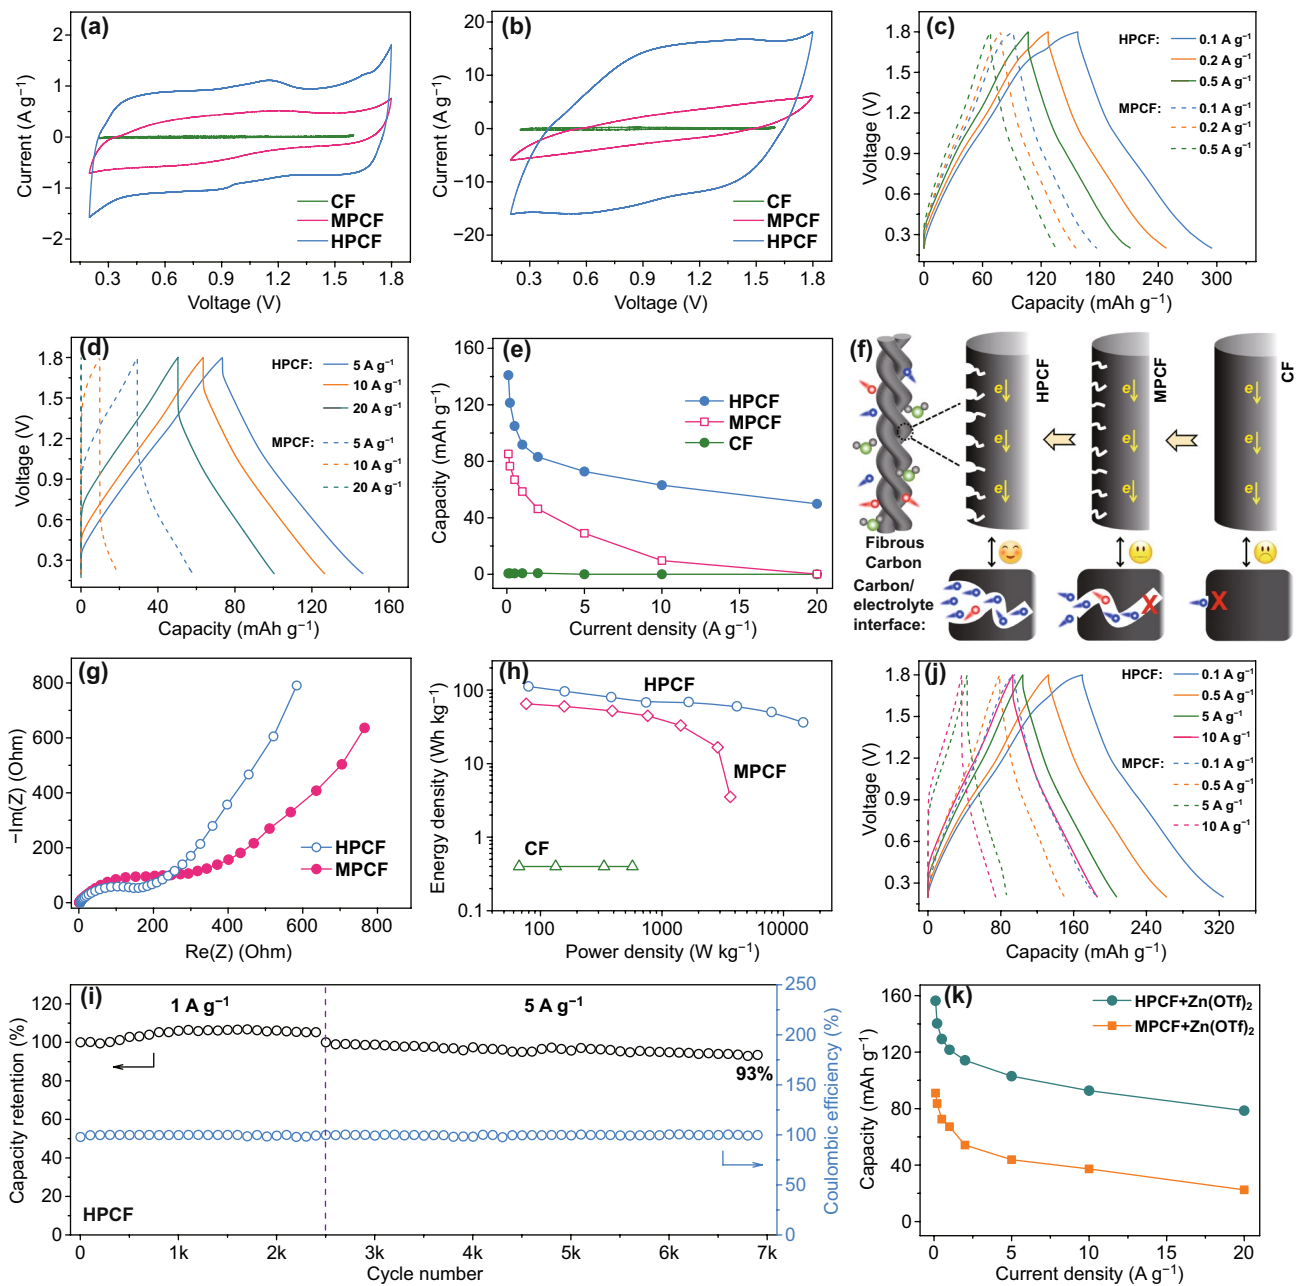 (a)
2
1
0
−1
−2
Current (A g⁻¹)
CF
MPCF
HPCF
0.3 0.6 0.9 1.2 1.5 1.8
Voltage (V)
(b)
20
10
0
−10
−20
Current (A g⁻¹)
CF
MPCF
HPCF
0.3 0.6 0.9 1.2 1.5 1.8
Voltage (V)
(c)
1.8
1.5
1.2
0.9
0.6
0.3
Voltage (V)
HPCF: 0.1 A g⁻¹
0.2 A g⁻¹
0.5 A g⁻¹
MPCF: 0.1 A g⁻¹
0.2 A g⁻¹
0.5 A g⁻¹
0 60 120 180 240 300
Capacity (mAh g⁻¹)
(d)
1.8
1.5
1.2
0.9
0.6
0.3
Voltage (V)
HPCF: 5 A g⁻¹
10 A g⁻¹
20 A g⁻¹
MPCF: 5 A g⁻¹
10 A g⁻¹
20 A g⁻¹
0 40 80 120 160
Capacity (mAh g⁻¹)
(e)
160
120
80
40
0
Capacity (mAh g⁻¹)
HPCF
MPCF
CF
0 5 10 15 20
Current density (A g⁻¹)
(f)
HPCF
MPCF
CF
e
e
e
e
e
e
e
e
e
Fibrous
Carbon
Carbon/
electrolyte
interface:
X
X
(g)
800
600
400
200
0
−Im(Z) (Ohm)
HPCF
MPCF
0 200 400 600 800
Re(Z) (Ohm)
(h)
100
10
1
0.1
Energy density (Wh kg⁻¹)
HPCF
MPCF
CF
100 1000 10000
Power density (W kg⁻¹)
(j)
1.8
1.5
1.2
0.9
0.6
0.3
Voltage (V)
HPCF: 0.1 A g⁻¹
0.5 A g⁻¹
5 A g⁻¹
10 A g⁻¹
MPCF: 0.1 A g⁻¹
0.5 A g⁻¹
5 A g⁻¹
10 A g⁻¹
0 80 160 240 320
Capacity (mAh g⁻¹)
(i)
1 A g⁻¹ 5 A g⁻¹
120
100
80
60
40
20
0
Capacity retention (%)
93%
HPCF
250
200
150
100
50
0
Coulombic efficiency (%)
0 1k 2k 3k 4k 5k 6k 7k
Cycle number
(k)
160
120
80
40
0
Capacity (mAh g⁻¹)
HPCF+Zn(OTf)₂
MPCF+Zn(OTf)₂
0 5 10 15 20
Current density (A g⁻¹)